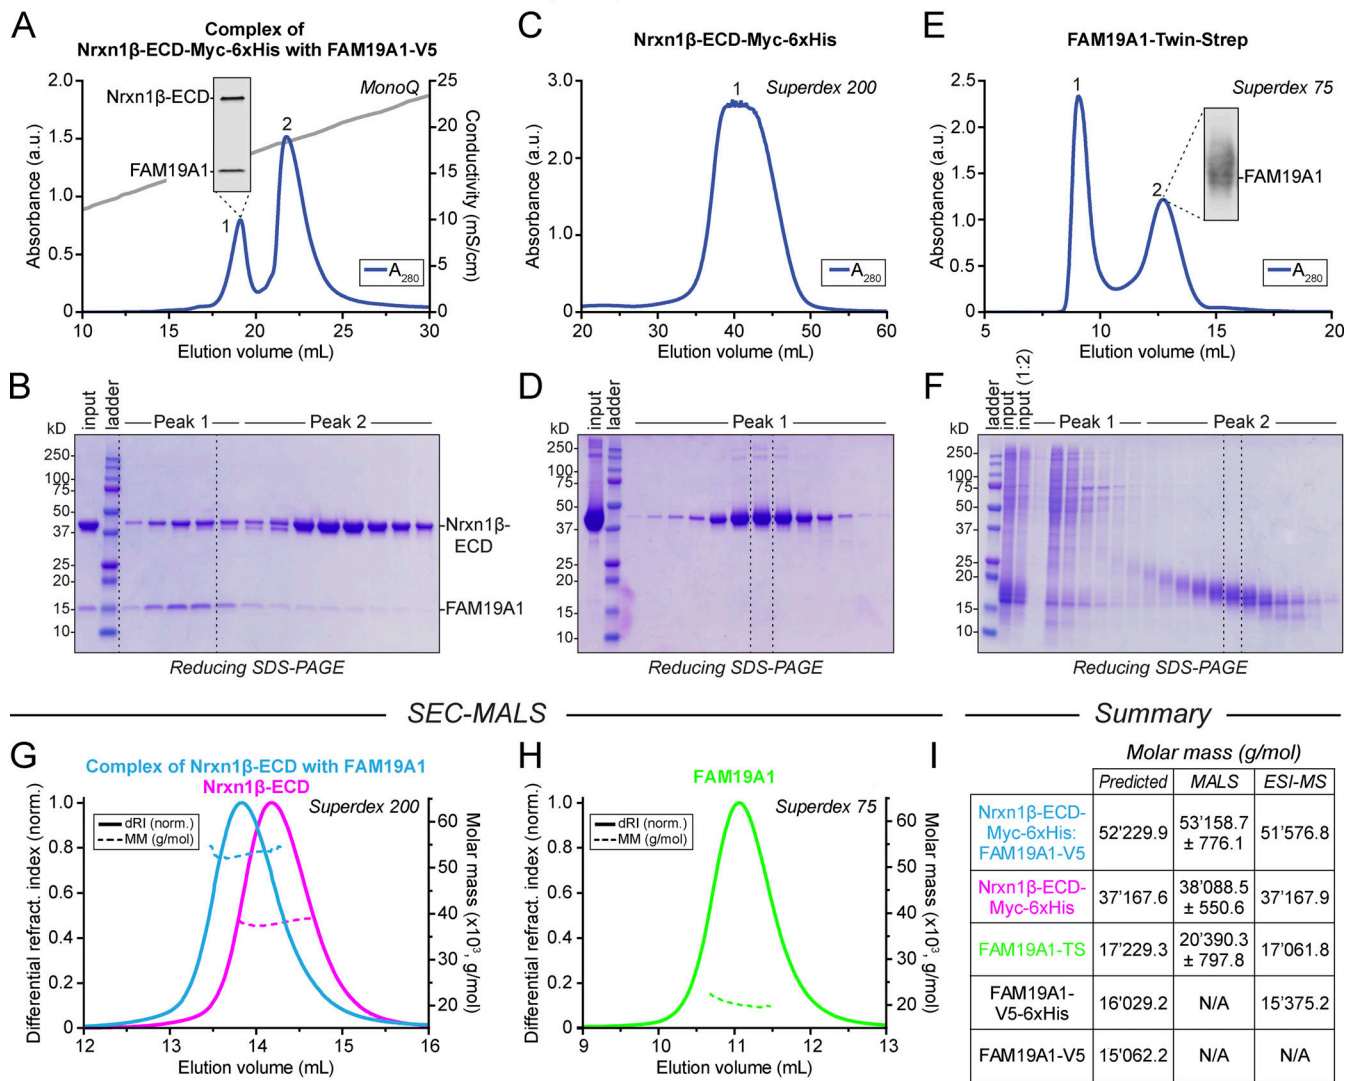 A
Complex of
Nrxn1β-ECD-Myc-6xHis with FAM19A1-V5
MonoQ
Nrxn1β-ECD
FAM19A1
1
2
2.0
1.5
1.0
0.5
0
Absorbance (a.u.)
25
20
15
10
5
0
Conductivity (mS/cm)
A280
10 15 20 25 30
Elution volume (mL)
C
Nrxn1β-ECD-Myc-6xHis
Superdex 200
1
3.0
2.0
1.0
0.0
Absorbance (a.u.)
A280
20 30 40 50 60
Elution volume (mL)
E
FAM19A1-Twin-Strep
Superdex 75
1
2
FAM19A1
2.5
2.0
1.5
1.0
0.5
0
Absorbance (a.u.)
A280
5 10 15 20
Elution volume (mL)
B
input
ladder
Peak 1
Peak 2
kD
250
100
75
50
37
25
20
15
10
Nrxn1β-
ECD
FAM19A1
Reducing SDS-PAGE
D
input
ladder
Peak 1
kD
250
100
75
50
37
25
20
15
10
Reducing SDS-PAGE
F
ladder
input
input (1:2)
Peak 1
Peak 2
kD
250
100
75
50
37
25
20
15
10
Reducing SDS-PAGE
SEC-MALS
Summary
G
Complex of Nrxn1β-ECD with FAM19A1
Nrxn1β-ECD
Superdex 200
dRI (norm.)
MM (g/mol)
1.0
0.8
0.6
0.4
0.2
0
Differential refract. index (norm.)
60
50
40
30
20
Molar mass (x10³, g/mol)
12 13 14 15 16
Elution volume (mL)
H
FAM19A1
Superdex 75
dRI (norm.)
MM (g/mol)
1.0
0.8
0.6
0.4
0.2
0
Differential refract. index (norm.)
60
50
40
30
20
Molar mass (x10³, g/mol)
9 10 11 12 13
Elution volume (mL)
I
Molar mass (g/mol)
Predicted MALS ESI-MS
Nrxn1β-ECD-
Myc-6xHis:
FAM19A1-V5
52'229.9
53'158.7
± 776.1
51'576.8
Nrxn1β-ECD-
Myc-6xHis
37'167.6
38'088.5
± 550.6
37'167.9
FAM19A1-TS
17'229.3
20'390.3
± 797.8
17'061.8
FAM19A1-
V5-6xHis
16'029.2
N/A
15'375.2
FAM19A1-V5
15'062.2
N/A
N/A